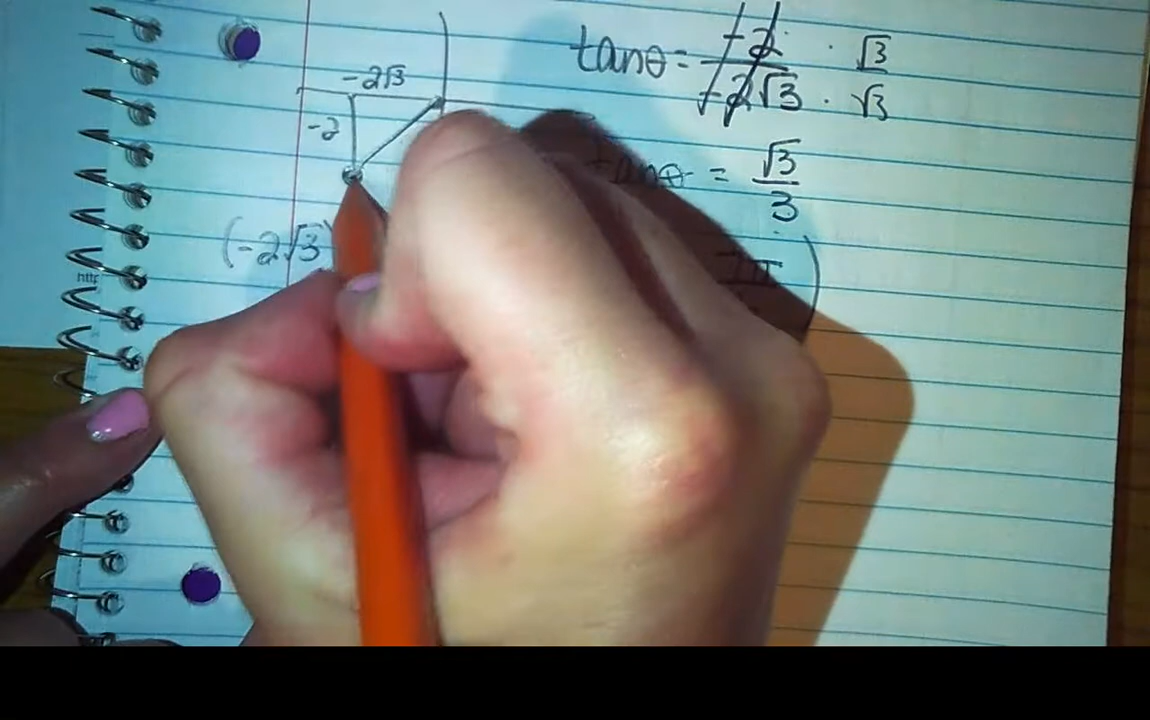 -2√3
-2
(-2√3
tanθ = -2/-2√3 · √3/√3
tanθ = √3/3
)